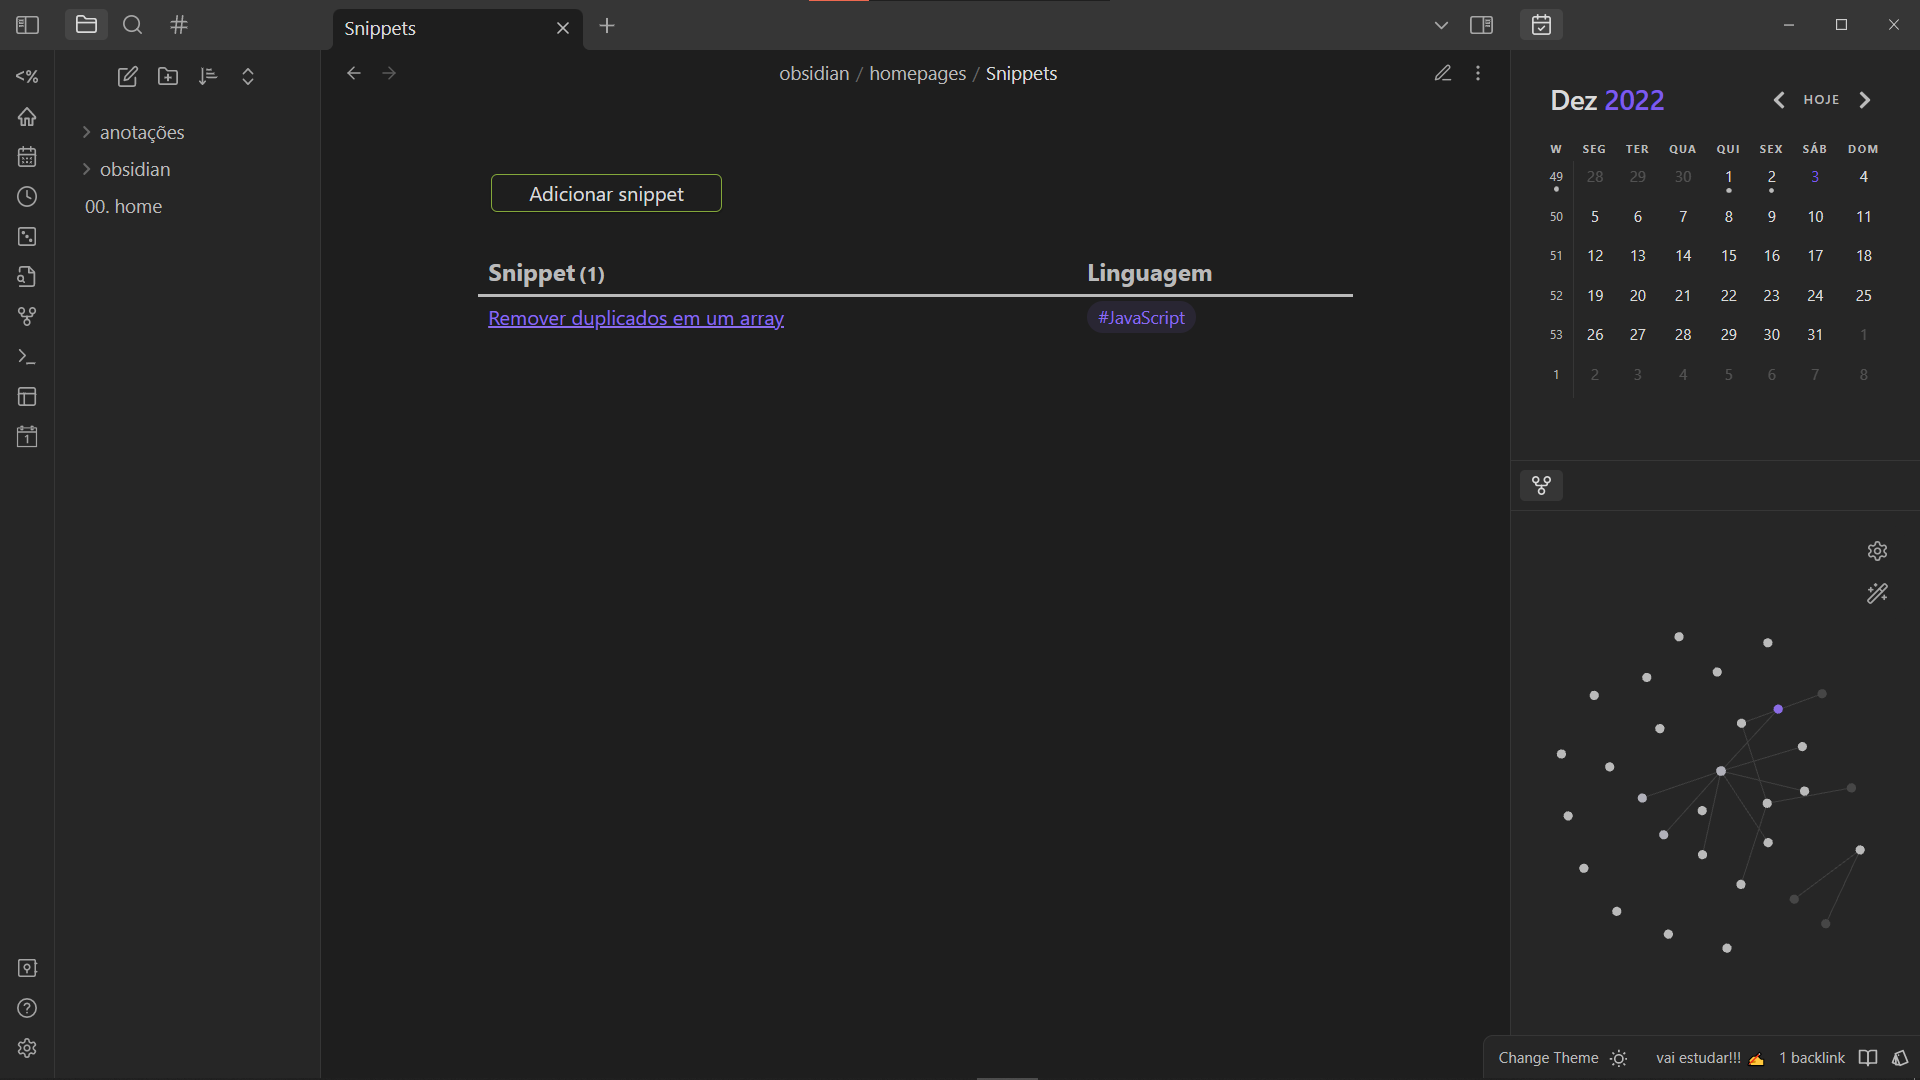 Snippets
<%
anotações
obsidian
00. home
obsidian / homepages / Snippets
Adicionar snippet
Snippet (1) Linguagem
Remover duplicados em um array #JavaScript
Dez 2022 HOJE
W SEG TER QUA QUI SEX SÁB DOM
49 28 29 30 1 2 3 4
50 5 6 7 8 9 10 11
51 12 13 14 15 16 17 18
52 19 20 21 22 23 24 25
53 26 27 28 29 30 31 1
1 2 3 4 5 6 7 8
Change Theme vai estudar!!! ✍ 1 backlink